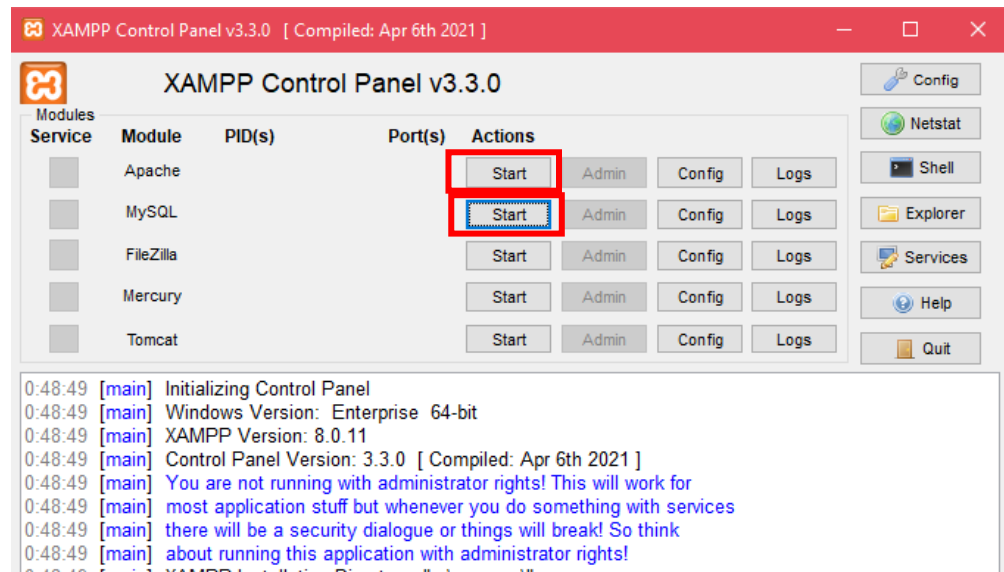 XAMPP Control Panel v3.3.0 [ Compiled: Apr 6th 2021 ]
XAMPP Control Panel v3.3.0
Config
Modules
Service Module PID(s) Port(s) Actions
Netstat
Apache Start Admin Config Logs
Shell
MySQL Start Admin Config Logs
Explorer
FileZilla Start Admin Config Logs
Services
Mercury Start Admin Config Logs
Help
Tomcat Start Admin Config Logs
Quit
0:48:49 [main] Initializing Control Panel
0:48:49 [main] Windows Version: Enterprise 64-bit
0:48:49 [main] XAMPP Version: 8.0.11
0:48:49 [main] Control Panel Version: 3.3.0 [ Compiled: Apr 6th 2021 ]
0:48:49 [main] You are not running with administrator rights! This will work for
0:48:49 [main] most application stuff but whenever you do something with services
0:48:49 [main] there will be a security dialogue or things will break! So think
0:48:49 [main] about running this application with administrator rights!